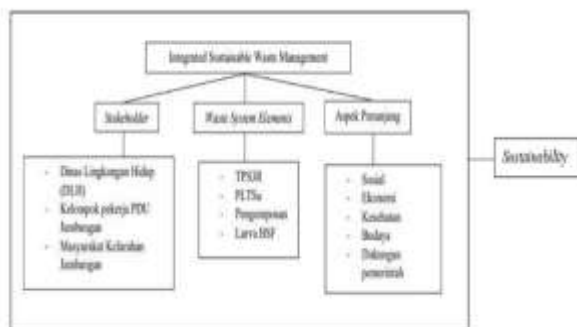 Integrated Sustainable Waste Management
Stakeholder
Waste System Elements
Aspek Penunjang
Sustainability
- Dinas Lingkungan Hidup
(DLH)
- Kelompok pekerja PDU
Jambangan
- Masyarakat Kelurahan
Jambangan
- TPS3R
- PLTSa
- Pengomposan
- Larva BSF
- Sosial
- Ekonomi
- Kesehatan
- Budaya
- Dukungan
pemerintah